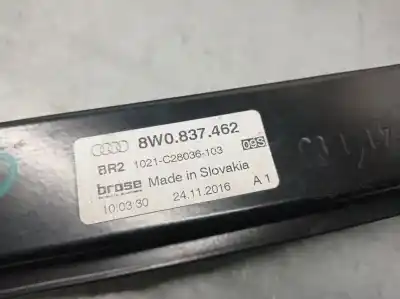 8W0.837.462
BR2 1021-C28036-103 09S
brose Made in Slovakia
10:03:30 24.11.2016 A1